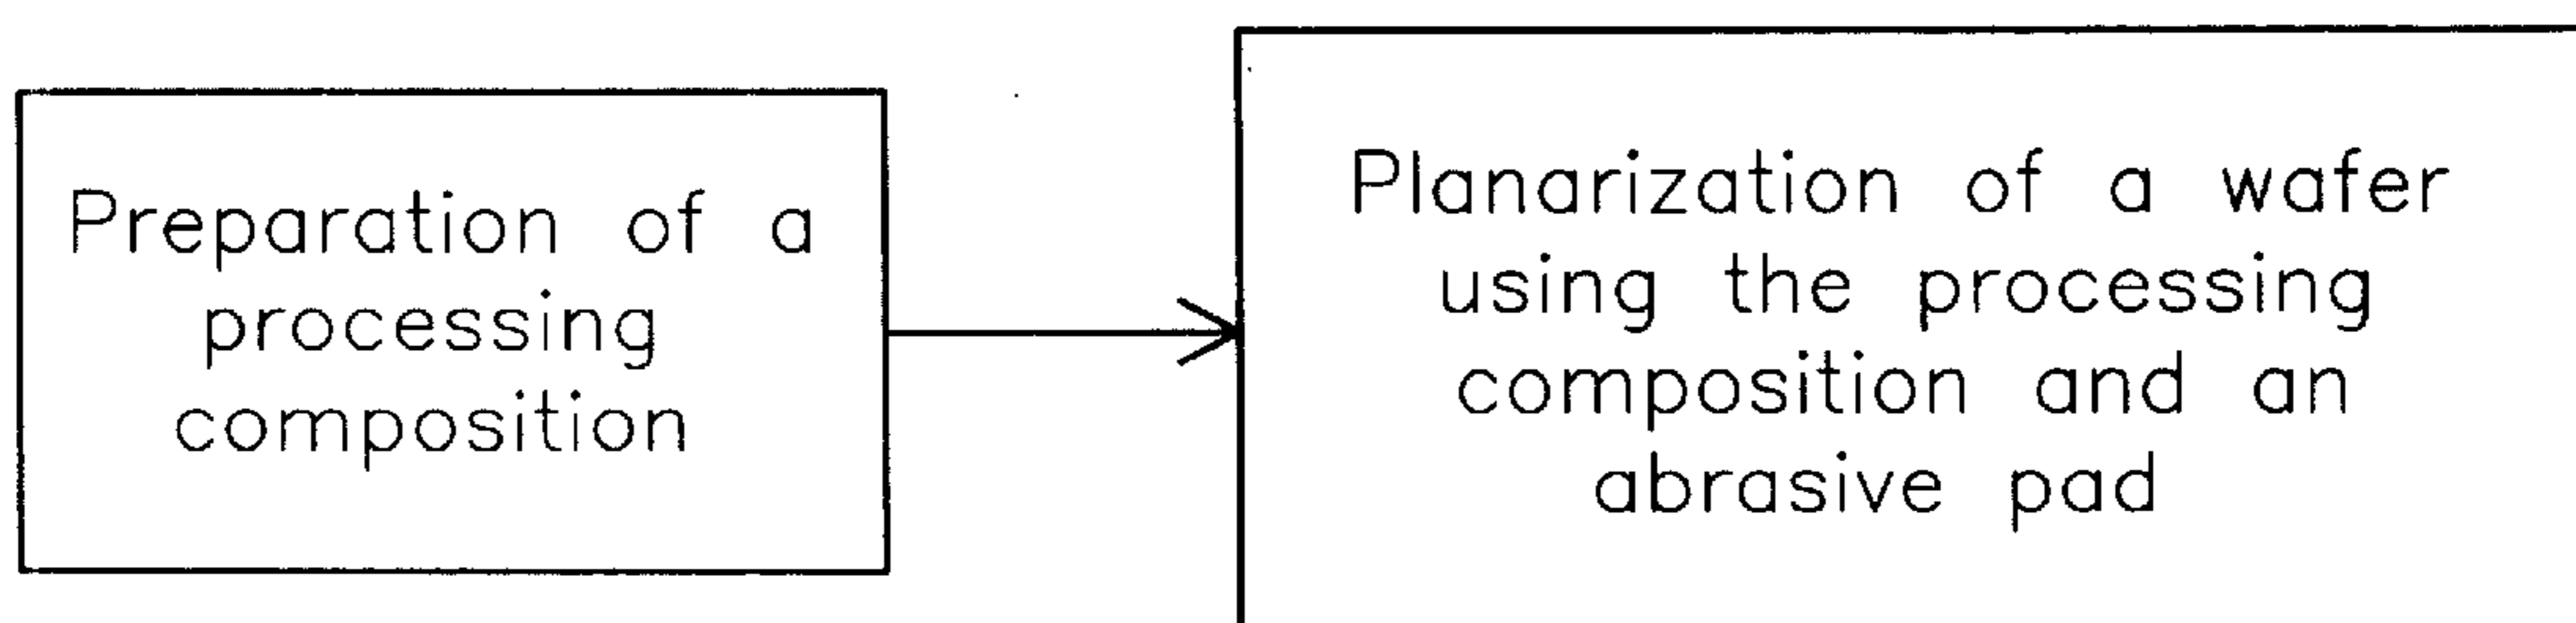 Preparation of a
processing
composition
Planarization of a wafer
using the processing
composition and an
abrasive pad